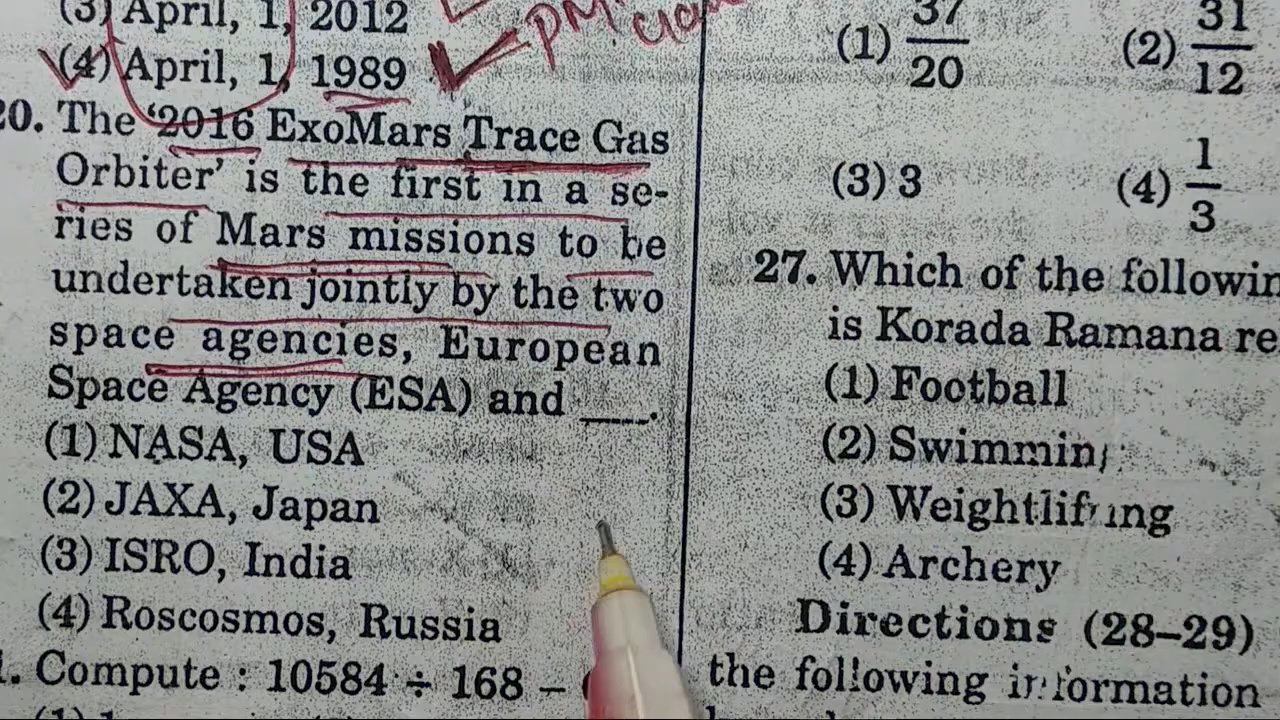 (3) April, 1, 2012
(4) April, 1, 1989
PM
20. The ‘2016 ExoMars Trace Gas
Orbiter’ is the first in a se-
ries of Mars missions to be
undertaken jointly by the two
space agencies, European
Space Agency (ESA) and ___.
(1) NASA, USA
(2) JAXA, Japan
(3) ISRO, India
(4) Roscosmos, Russia
1. Compute : 10584 ÷ 168 –
(1) 37/20
(2) 31/12
(3) 3
(4) 1/3
27. Which of the followin
is Korada Ramana re
(1) Football
(2) Swimmin
(3) Weightlifting
(4) Archery
Directions (28–29)
the following information